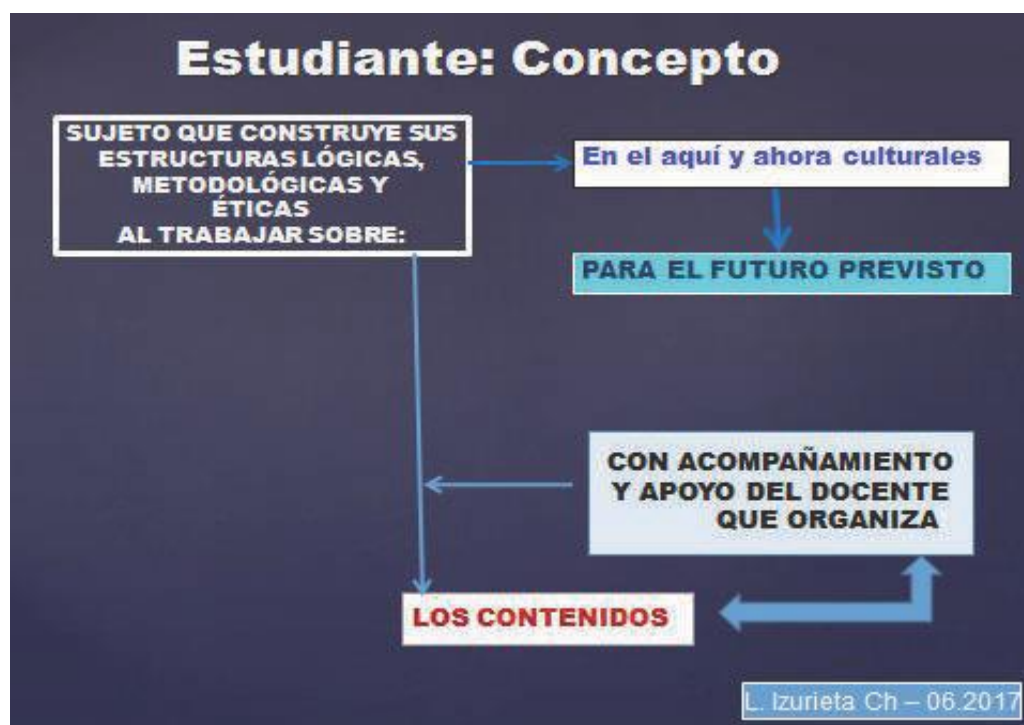 Estudiante: Concepto
SUJETO QUE CONSTRUYE SUS
ESTRUCTURAS LÓGICAS,
METODOLÓGICAS Y
ÉTICAS
AL TRABAJAR SOBRE:
En el aquí y ahora culturales
PARA EL FUTURO PREVISTO
CON ACOMPAÑAMIENTO
Y APOYO DEL DOCENTE
QUE ORGANIZA
LOS CONTENIDOS
L. Izurieta Ch – 06.2017